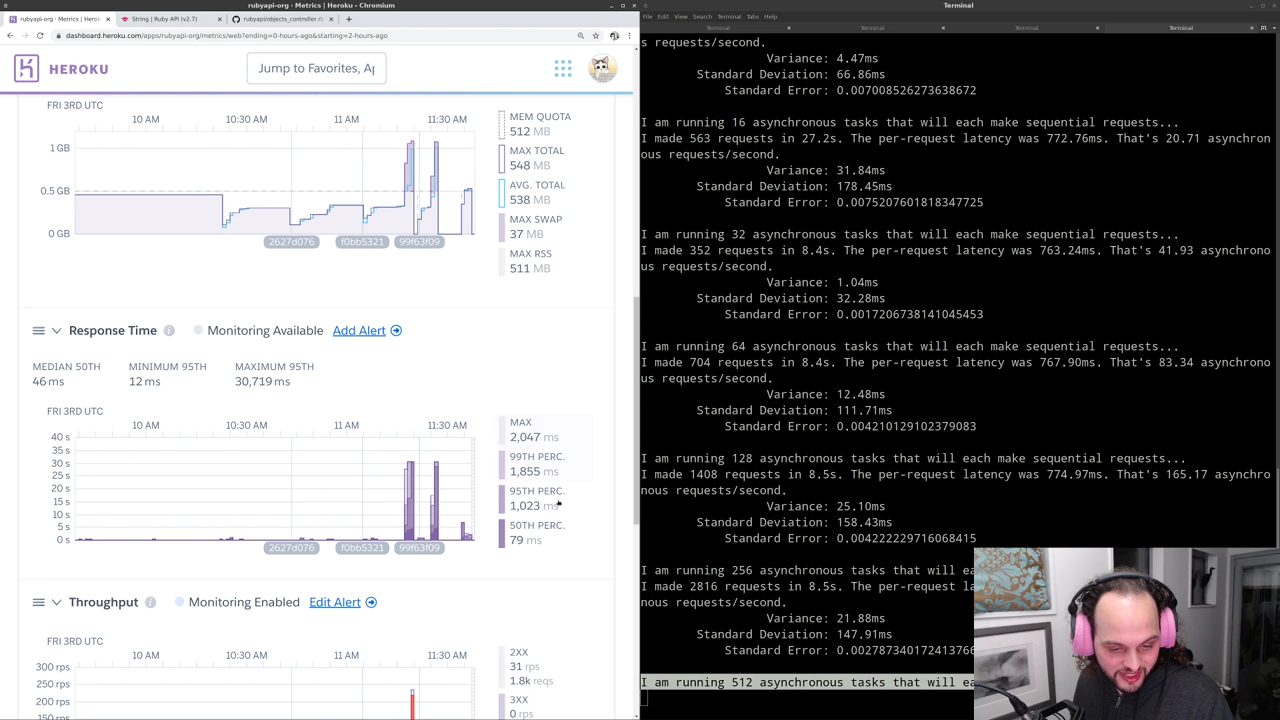 rubyapi-org - Metrics | Heroku - Chromium
rubyapi-org - Metrics | Heroku
String | Ruby API (v2.7)
rubyapi/objects_controller.r
dashboard.heroku.com/apps/rubyapi-org/metrics/web?ending=0-hours-ago&starting=2-hours-ago
HEROKU
Jump to Favorites, Ap
FRI 3RD UTC
10 AM 10:30 AM 11 AM 11:30 AM
1 GB
0.5 GB
0 GB
2627d076 f0bb5321 99f63f09
MEM QUOTA
512 MB
MAX TOTAL
548 MB
AVG. TOTAL
538 MB
MAX SWAP
37 MB
MAX RSS
511 MB
Response Time Monitoring Available Add Alert
MEDIAN 50TH MINIMUM 95TH MAXIMUM 95TH
46 ms 12 ms 30,719 ms
FRI 3RD UTC
10 AM 10:30 AM 11 AM 11:30 AM
40 s
35 s
30 s
25 s
20 s
15 s
10 s
5 s
0 s
2627d076 f0bb5321 99f63f09
MAX
2,047 ms
99TH PERC.
1,855 ms
95TH PERC.
1,023 ms
50TH PERC.
79 ms
Throughput Monitoring Enabled Edit Alert
FRI 3RD UTC
10 AM 10:30 AM 11 AM 11:30 AM
300 rps
250 rps
200 rps
150 rps
2XX
31 rps
1.8k reqs
3XX
0 rps
Terminal
File Edit View Search Terminal Tabs Help
Terminal Terminal Terminal Terminal
s requests/second.
Variance: 4.47ms
Standard Deviation: 66.86ms
Standard Error: 0.007008526273638672
I am running 16 asynchronous tasks that will each make sequential requests...
I made 563 requests in 27.2s. The per-request latency was 772.76ms. That's 20.71 asynchron
ous requests/second.
Variance: 31.84ms
Standard Deviation: 178.45ms
Standard Error: 0.00752076018183477​25
I am running 32 asynchronous tasks that will each make sequential requests...
I made 352 requests in 8.4s. The per-request latency was 763.24ms. That's 41.93 asynchrono
us requests/second.
Variance: 1.04ms
Standard Deviation: 32.28ms
Standard Error: 0.0017206738141045453
I am running 64 asynchronous tasks that will each make sequential requests...
I made 704 requests in 8.4s. The per-request latency was 767.90ms. That's 83.34 asynchrono
us requests/second.
Variance: 12.48ms
Standard Deviation: 111.71ms
Standard Error: 0.004210129102379083
I am running 128 asynchronous tasks that will each make sequential requests...
I made 1408 requests in 8.5s. The per-request latency was 774.97ms. That's 165.17 asynchro
nous requests/second.
Variance: 25.10ms
Standard Deviation: 158.43ms
Standard Error: 0.004222229716068415
I am running 256 asynchronous tasks that will ea
I made 2816 requests in 8.5s. The per-request la
nous requests/second.
Variance: 21.88ms
Standard Deviation: 147.91ms
Standard Error: 0.002787340172413766
I am running 512 asynchronous tasks that will ea